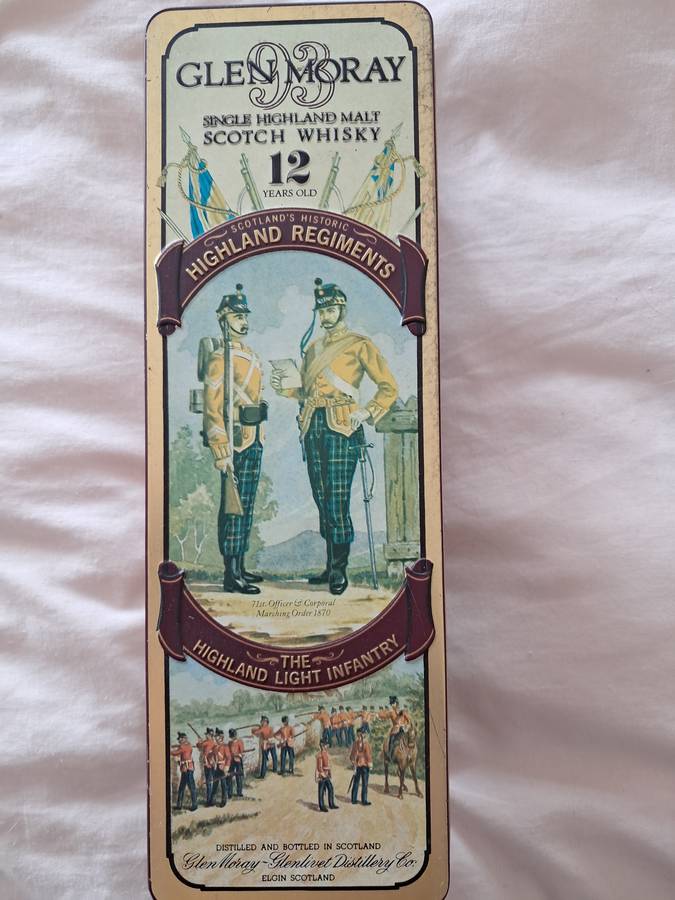 93
GLEN MORAY
SINGLE HIGHLAND MALT
SCOTCH WHISKY
12
YEARS OLD
SCOTLAND'S HISTORIC
HIGHLAND REGIMENTS
71st. Officer & Corporal
Marching Order 1870
THE
HIGHLAND LIGHT INFANTRY
DISTILLED AND BOTTLED IN SCOTLAND
Glen Moray-Glenlivet Distillery Co.
ELGIN SCOTLAND